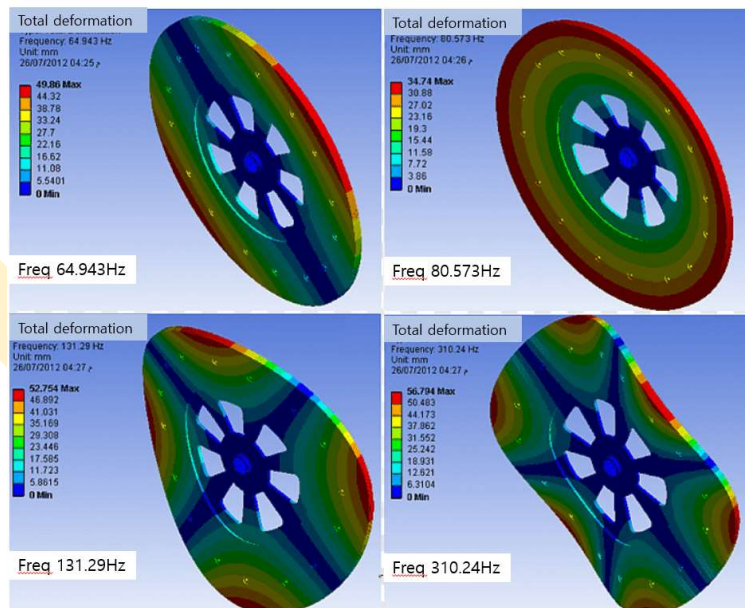 Total deformation
Frequency: 64.943 Hz
Unit: mm
26/07/2012 04:25 م
49.86 Max
44.32
38.78
33.24
27.7
22.16
16.62
11.08
5.5401
0 Min
Freq 64.943Hz
Total deformation
Frequency: 80.573 Hz
Unit: mm
26/07/2012 04:26 م
34.74 Max
30.88
27.02
23.16
19.3
15.44
11.58
7.72
3.86
0 Min
Freq 80.573Hz
Total deformation
Frequency: 131.29 Hz
Unit: mm
26/07/2012 04:27 م
52.754 Max
46.892
41.031
35.169
29.308
23.446
17.585
11.723
5.8615
0 Min
Freq 131.29Hz
Total deformation
Frequency: 310.24 Hz
Unit: mm
26/07/2012 04:27 م
56.794 Max
50.483
44.173
37.862
31.552
25.242
18.931
12.621
6.3104
0 Min
Freq 310.24Hz